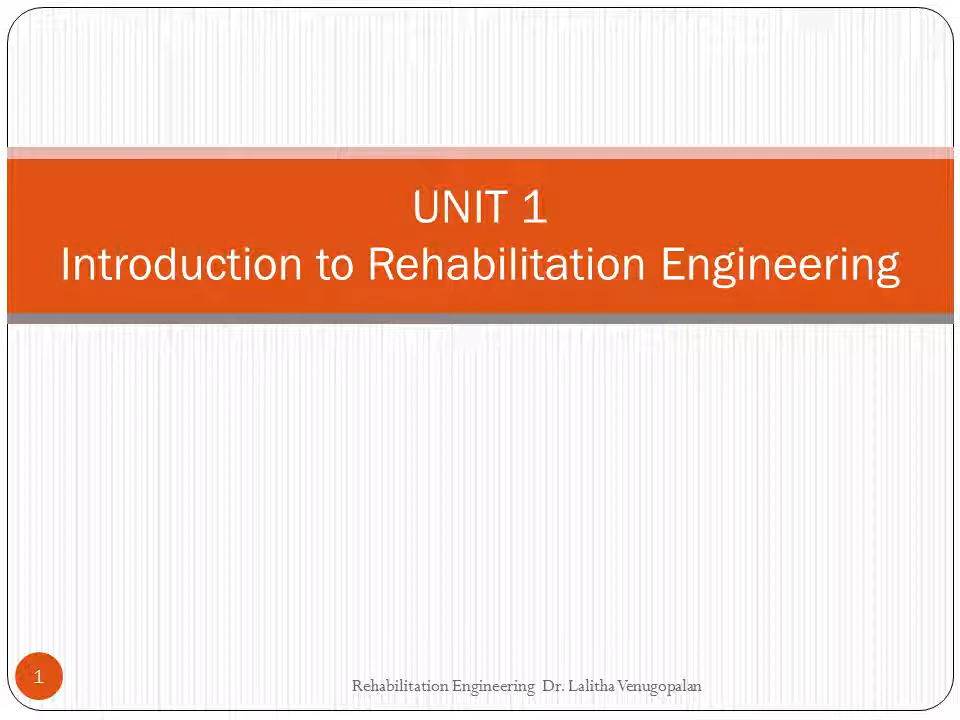 UNIT 1
Introduction to Rehabilitation Engineering
1
Rehabilitation Engineering Dr. Lalitha Venugopalan